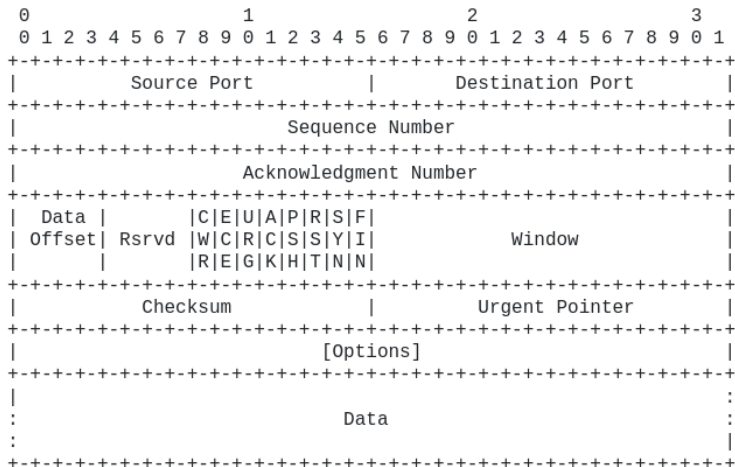 0                   1                   2                   3
 0 1 2 3 4 5 6 7 8 9 0 1 2 3 4 5 6 7 8 9 0 1 2 3 4 5 6 7 8 9 0 1
+-+-+-+-+-+-+-+-+-+-+-+-+-+-+-+-+-+-+-+-+-+-+-+-+-+-+-+-+-+-+-+-+
|          Source Port          |       Destination Port        |
+-+-+-+-+-+-+-+-+-+-+-+-+-+-+-+-+-+-+-+-+-+-+-+-+-+-+-+-+-+-+-+-+
|                        Sequence Number                        |
+-+-+-+-+-+-+-+-+-+-+-+-+-+-+-+-+-+-+-+-+-+-+-+-+-+-+-+-+-+-+-+-+
|                    Acknowledgment Number                      |
+-+-+-+-+-+-+-+-+-+-+-+-+-+-+-+-+-+-+-+-+-+-+-+-+-+-+-+-+-+-+-+-+
|  Data |       |C|E|U|A|P|R|S|F|                               |
| Offset| Rsrvd |W|C|R|C|S|S|Y|I|            Window             |
|       |       |R|E|G|K|H|T|N|N|                               |
+-+-+-+-+-+-+-+-+-+-+-+-+-+-+-+-+-+-+-+-+-+-+-+-+-+-+-+-+-+-+-+-+
|           Checksum            |         Urgent Pointer        |
+-+-+-+-+-+-+-+-+-+-+-+-+-+-+-+-+-+-+-+-+-+-+-+-+-+-+-+-+-+-+-+-+
|                           [Options]                           |
+-+-+-+-+-+-+-+-+-+-+-+-+-+-+-+-+-+-+-+-+-+-+-+-+-+-+-+-+-+-+-+-+
|                                                               :
:                             Data                              :
:                                                               |
+-+-+-+-+-+-+-+-+-+-+-+-+-+-+-+-+-+-+-+-+-+-+-+-+-+-+-+-+-+-+-+-+